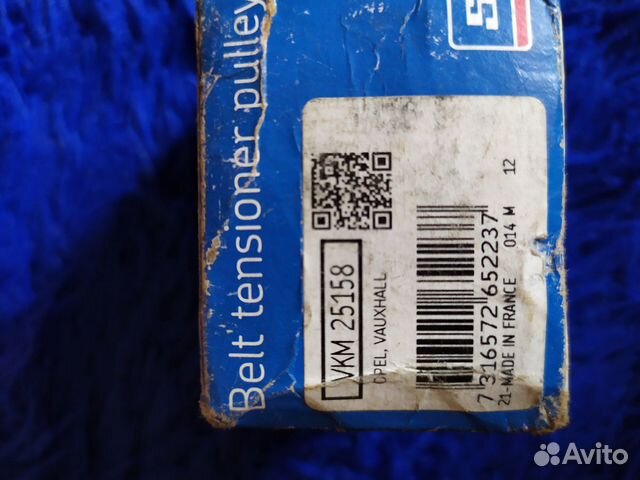 Belt tensioner pulley
VKM 25158
OPEL, VAUXHALL
7 316572 652237
21-MADE IN FRANCE 014 M 12
Avito